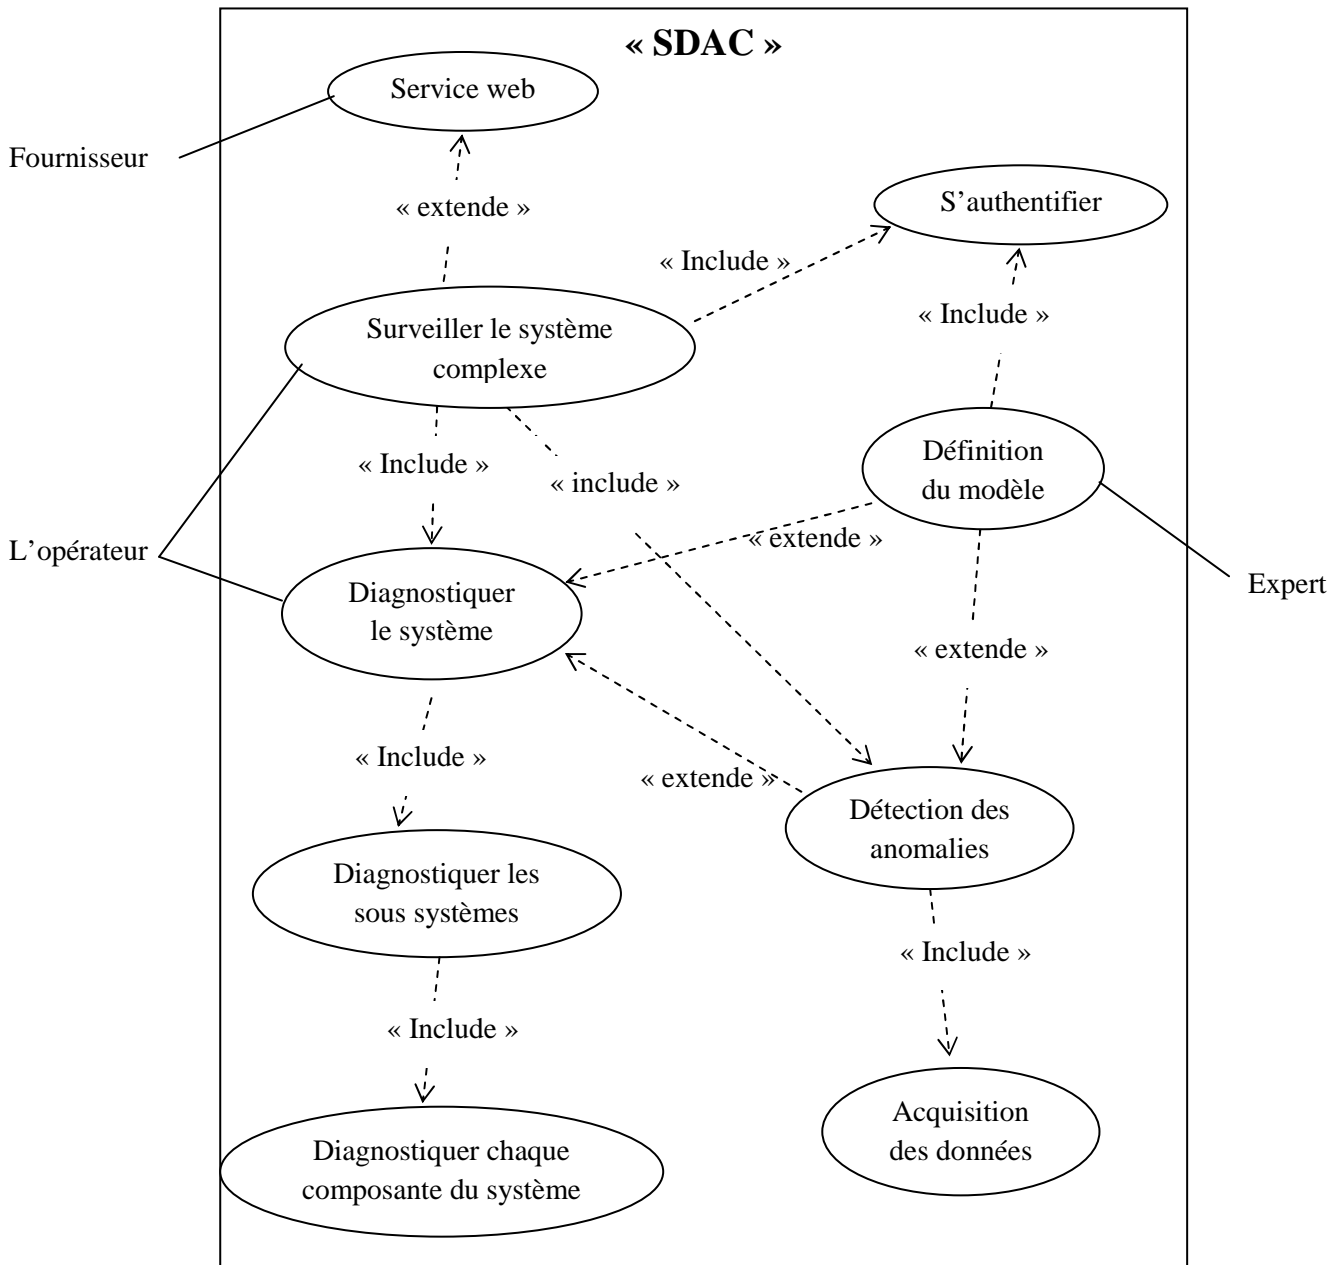 « SDAC »
Service web
Fournisseur
« extende »
S’authentifier
« Include »
« Include »
Surveiller le système
complexe
« Include »
« include »
Définition
du modèle
« extende »
L’opérateur
Expert
Diagnostiquer
le système
« extende »
« Include »
« extende »
Détection des
anomalies
Diagnostiquer les
sous systèmes
« Include »
« Include »
Acquisition
des données
Diagnostiquer chaque
composante du système